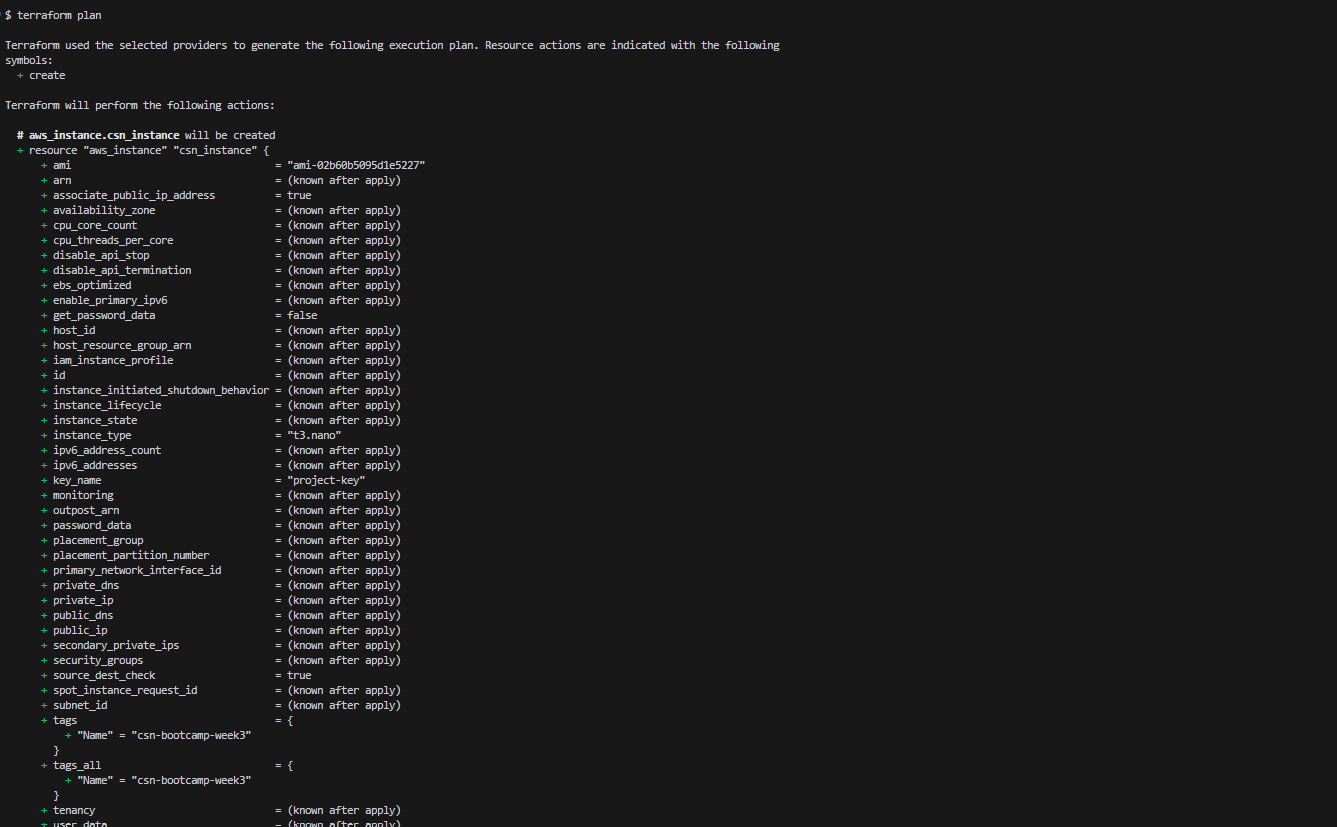 $ terraform plan
Terraform used the selected providers to generate the following execution plan. Resource actions are indicated with the following
symbols:
+ create
Terraform will perform the following actions:
# aws_instance.csn_instance will be created
+ resource "aws_instance" "csn_instance" {
+ ami = "ami-02b60b5095d1e5227"
+ arn = (known after apply)
+ associate_public_ip_address = true
+ availability_zone = (known after apply)
+ cpu_core_count = (known after apply)
+ cpu_threads_per_core = (known after apply)
+ disable_api_stop = (known after apply)
+ disable_api_termination = (known after apply)
+ ebs_optimized = (known after apply)
+ enable_primary_ipv6 = (known after apply)
+ get_password_data = false
+ host_id = (known after apply)
+ host_resource_group_arn = (known after apply)
+ iam_instance_profile = (known after apply)
+ id = (known after apply)
+ instance_initiated_shutdown_behavior = (known after apply)
+ instance_lifecycle = (known after apply)
+ instance_state = (known after apply)
+ instance_type = "t3.nano"
+ ipv6_address_count = (known after apply)
+ ipv6_addresses = (known after apply)
+ key_name = "project-key"
+ monitoring = (known after apply)
+ outpost_arn = (known after apply)
+ password_data = (known after apply)
+ placement_group = (known after apply)
+ placement_partition_number = (known after apply)
+ primary_network_interface_id = (known after apply)
+ private_dns = (known after apply)
+ private_ip = (known after apply)
+ public_dns = (known after apply)
+ public_ip = (known after apply)
+ secondary_private_ips = (known after apply)
+ security_groups = (known after apply)
+ source_dest_check = true
+ spot_instance_request_id = (known after apply)
+ subnet_id = (known after apply)
+ tags = {
+ "Name" = "csn-bootcamp-week3"
}
+ tags_all = {
+ "Name" = "csn-bootcamp-week3"
}
+ tenancy = (known after apply)
+ user_data = (known after apply)